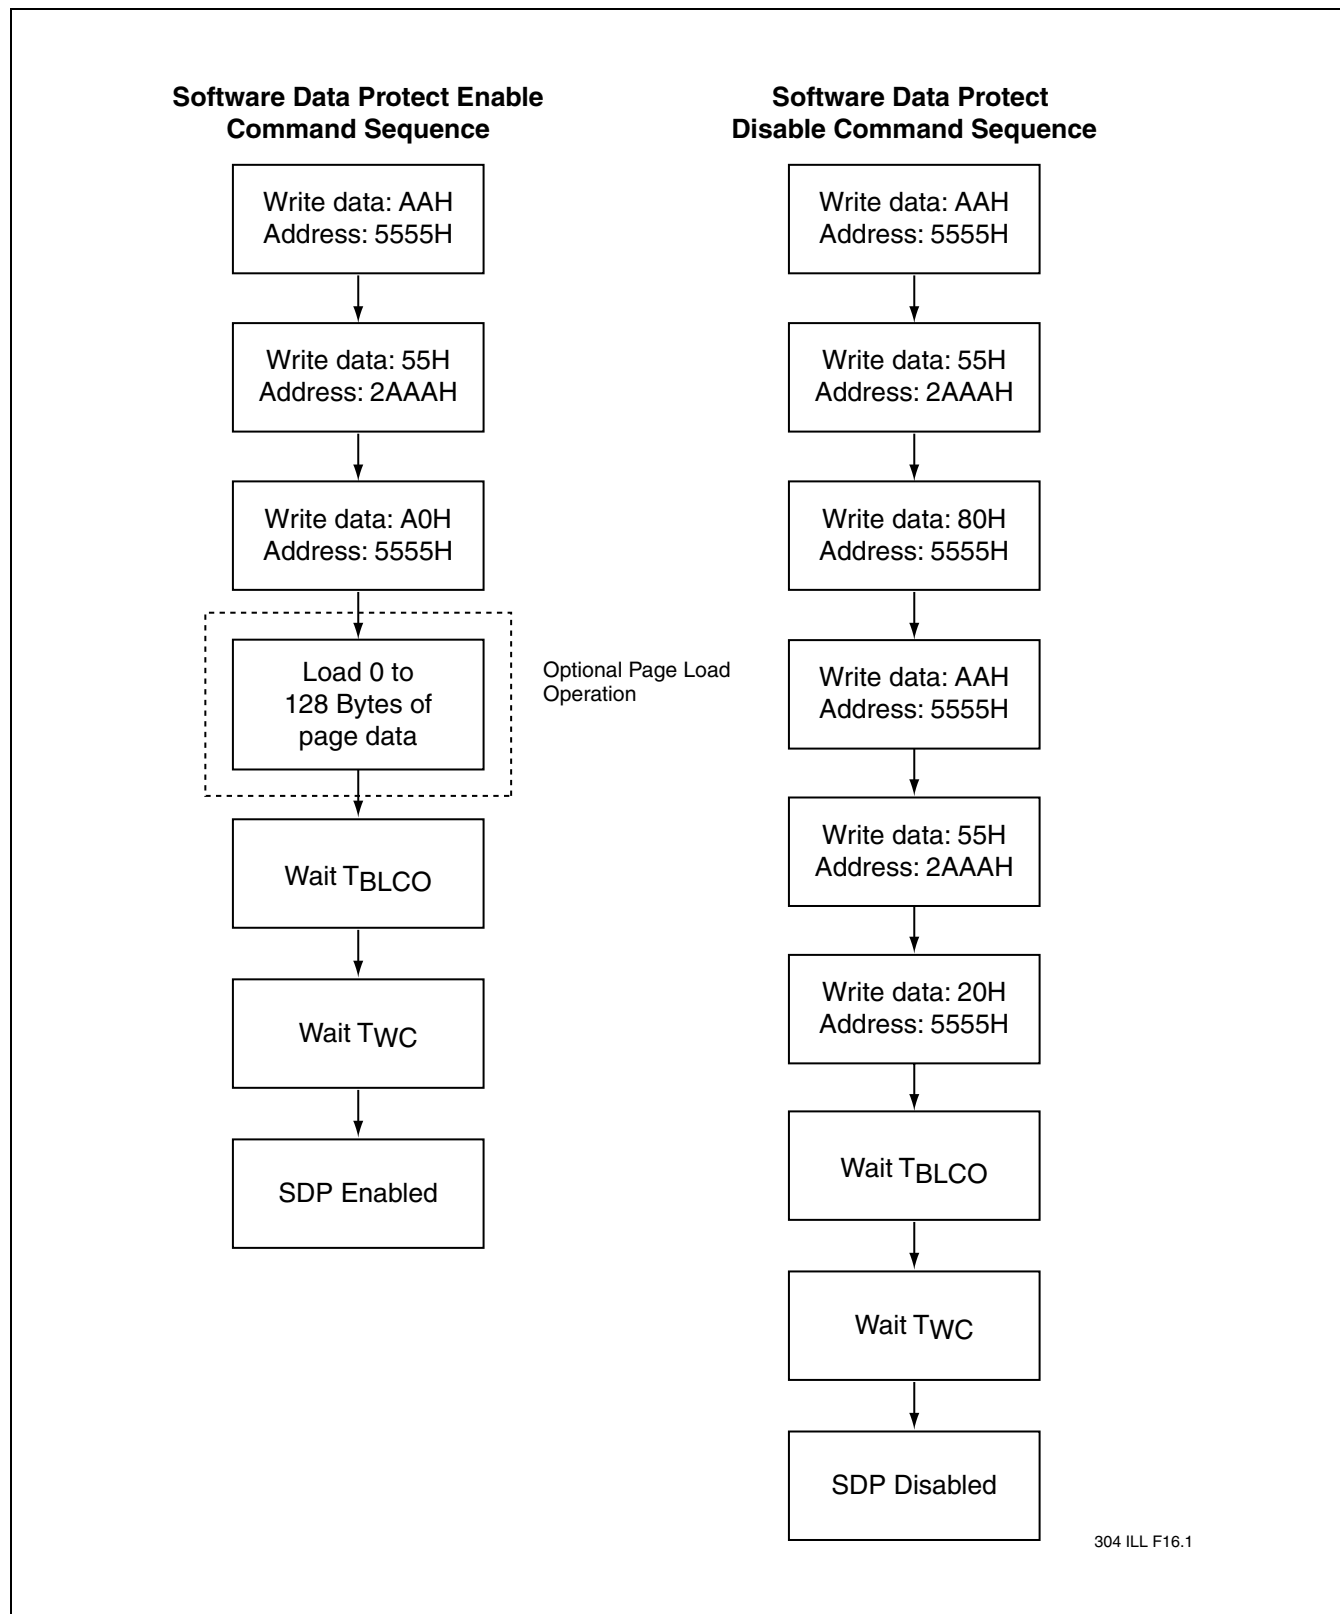 Software Data Protect Enable
Command Sequence
Write data: AAH
Address: 5555H
Write data: 55H
Address: 2AAAH
Write data: A0H
Address: 5555H
Load 0 to
128 Bytes of
page data
Optional Page Load
Operation
Wait TBLCO
Wait TWC
SDP Enabled
Software Data Protect
Disable Command Sequence
Write data: AAH
Address: 5555H
Write data: 55H
Address: 2AAAH
Write data: 80H
Address: 5555H
Write data: AAH
Address: 5555H
Write data: 55H
Address: 2AAAH
Write data: 20H
Address: 5555H
Wait TBLCO
Wait TWC
SDP Disabled
304 ILL F16.1